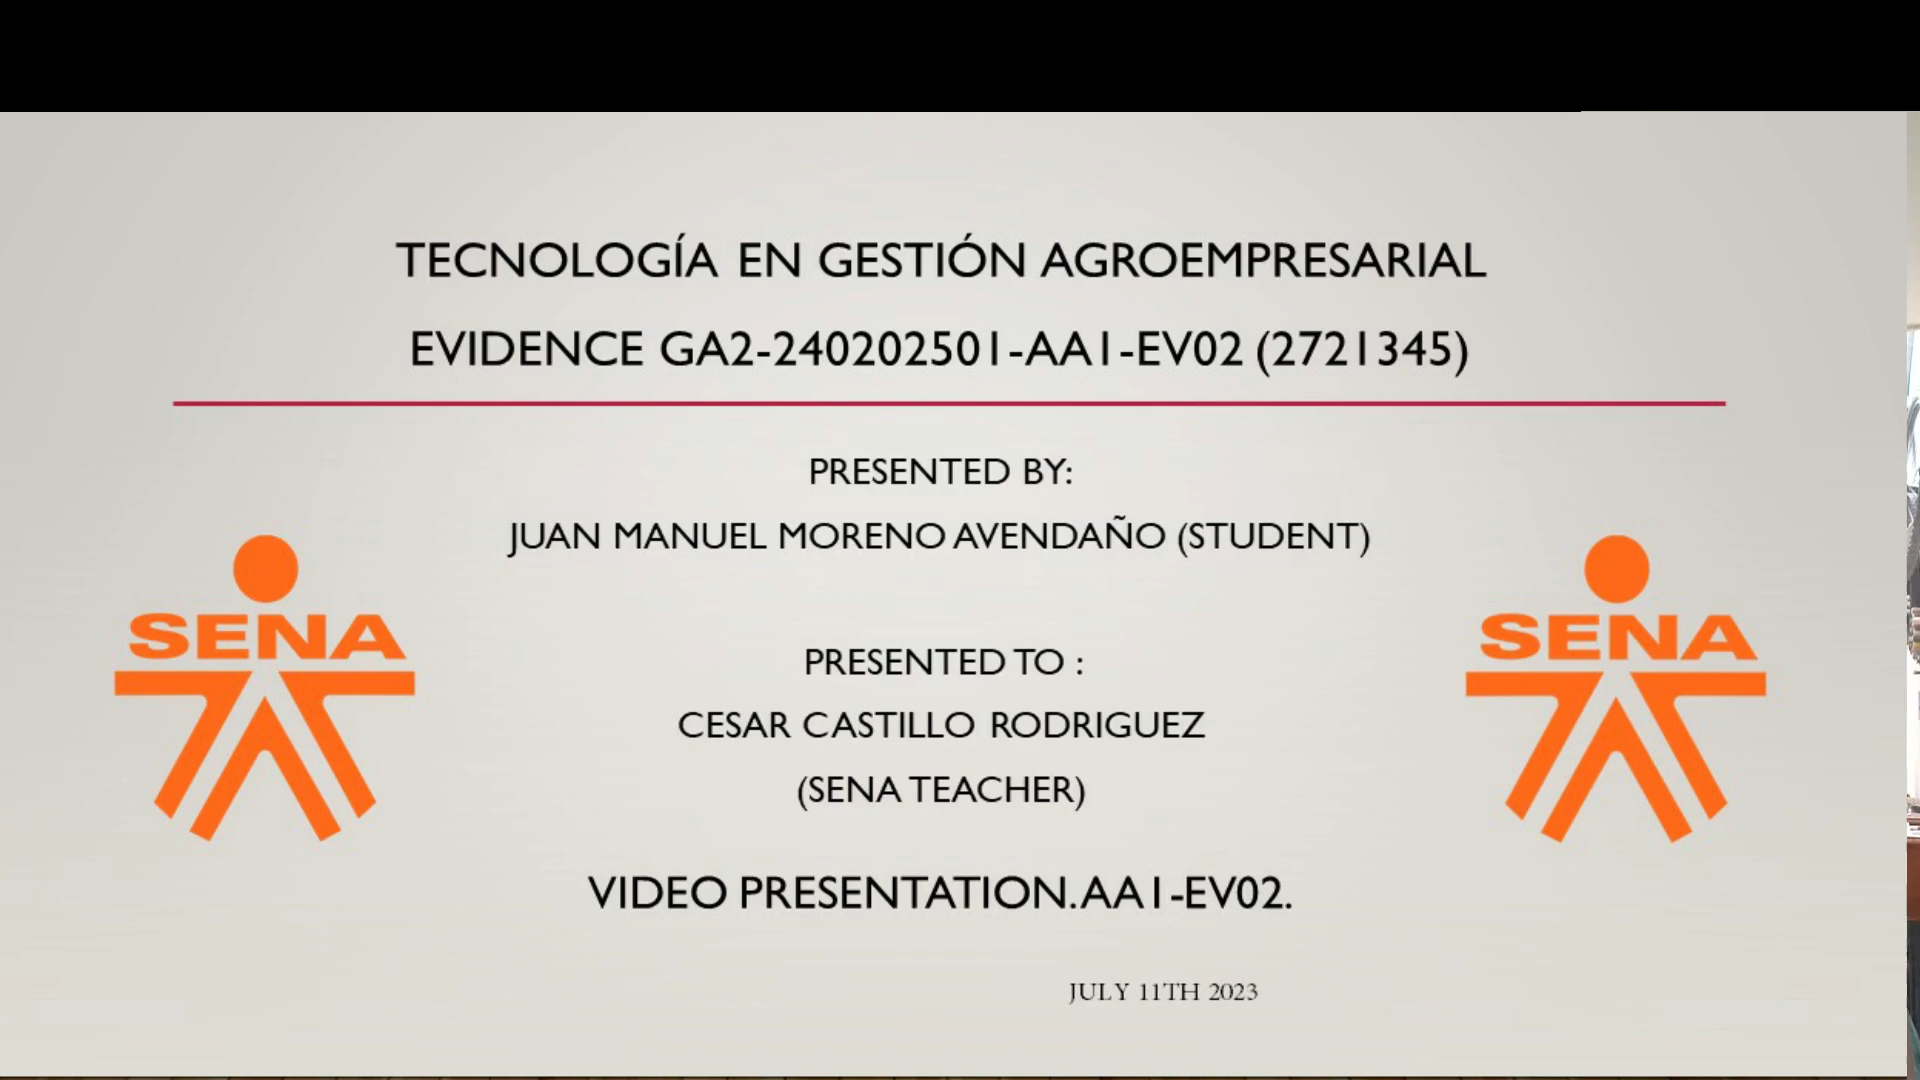 TECNOLOGÍA EN GESTIÓN AGROEMPRESARIAL
EVIDENCE GA2-240202501-AA1-EV02 (2721345)
PRESENTED BY:
JUAN MANUEL MORENO AVENDAÑO (STUDENT)
SENA
SENA
PRESENTED TO :
CESAR CASTILLO RODRIGUEZ
(SENA TEACHER)
VIDEO PRESENTATION.AA1-EV02.
JULY 11TH 2023